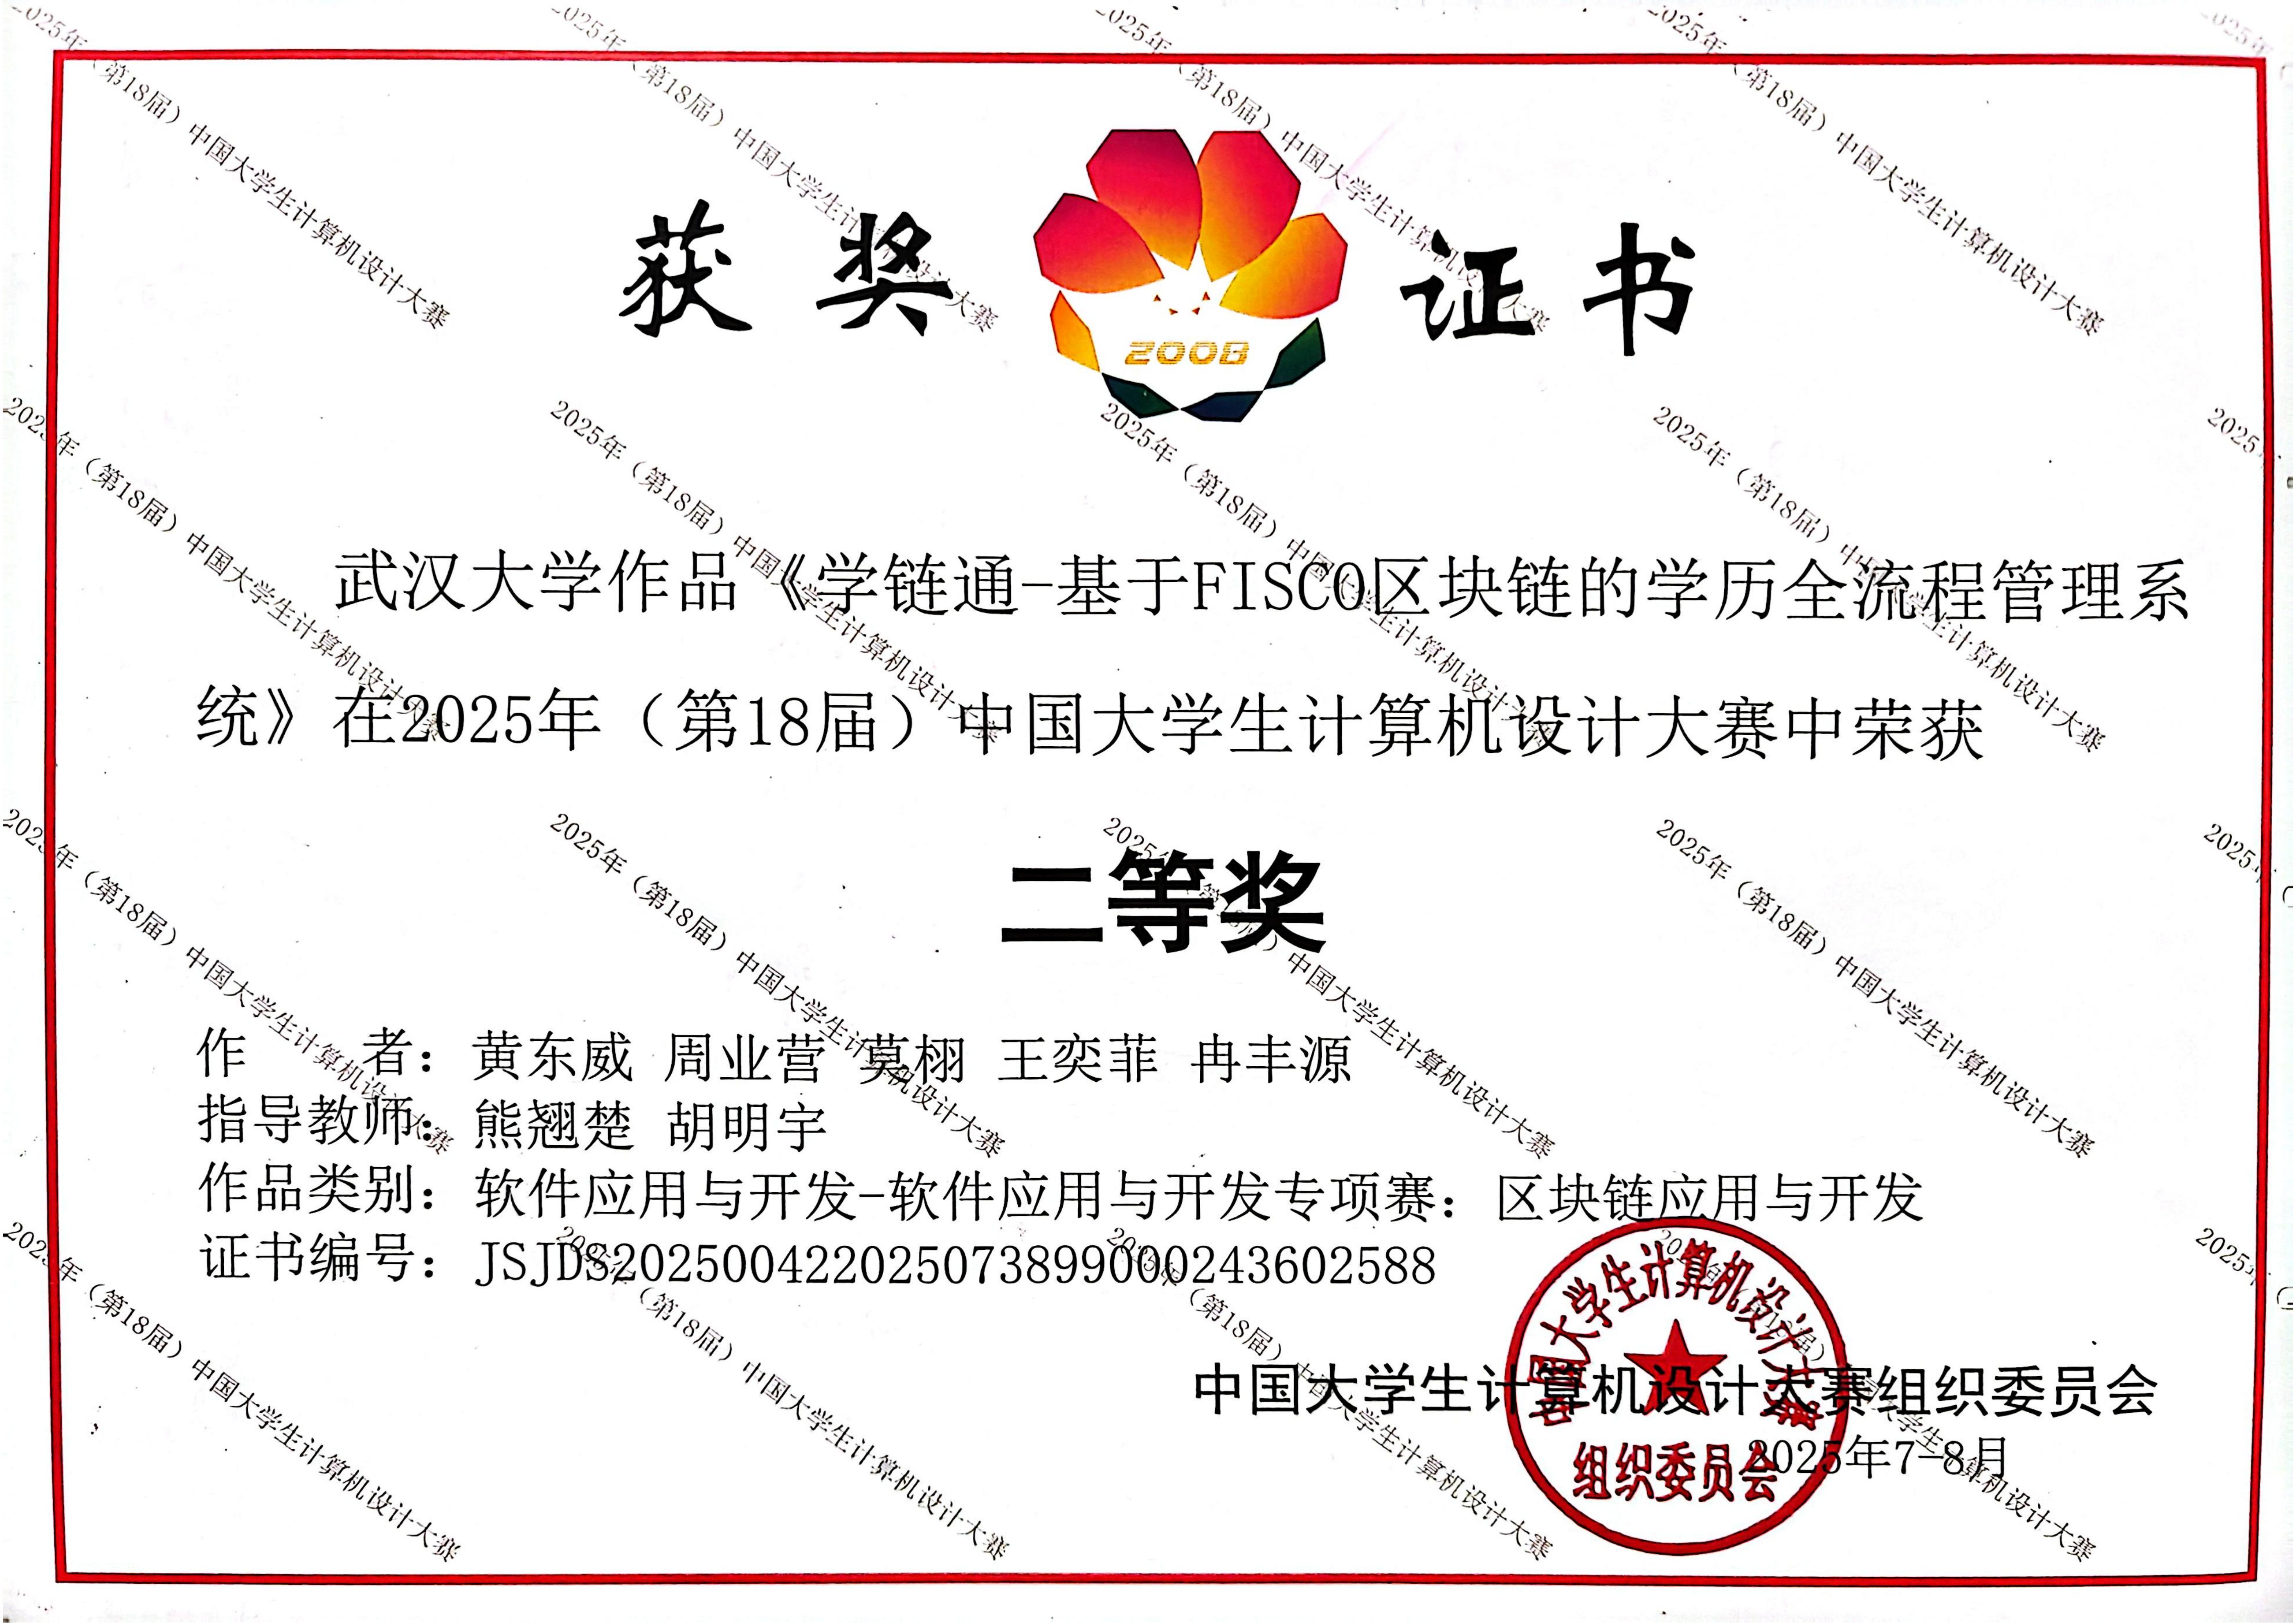 获奖证书
2008
武汉大学作品《学链通-基于FISCO区块链的学历全流程管理系
统》在2025年（第18届）中国大学生计算机设计大赛中荣获
二等奖
作　　者：黄东威 周业营 莫栩 王奕菲 冉丰源
指导教师：熊翘楚 胡明宇
作品类别：软件应用与开发-软件应用与开发专项赛：区块链应用与开发
证书编号：JSJDS202500422025073899000243602588
中国大学生计算机设计大赛组织委员会
2025年7-8月
中国大学生计算机设计大赛
组织委员会
2025年（第18届）中国大学生计算机设计大赛